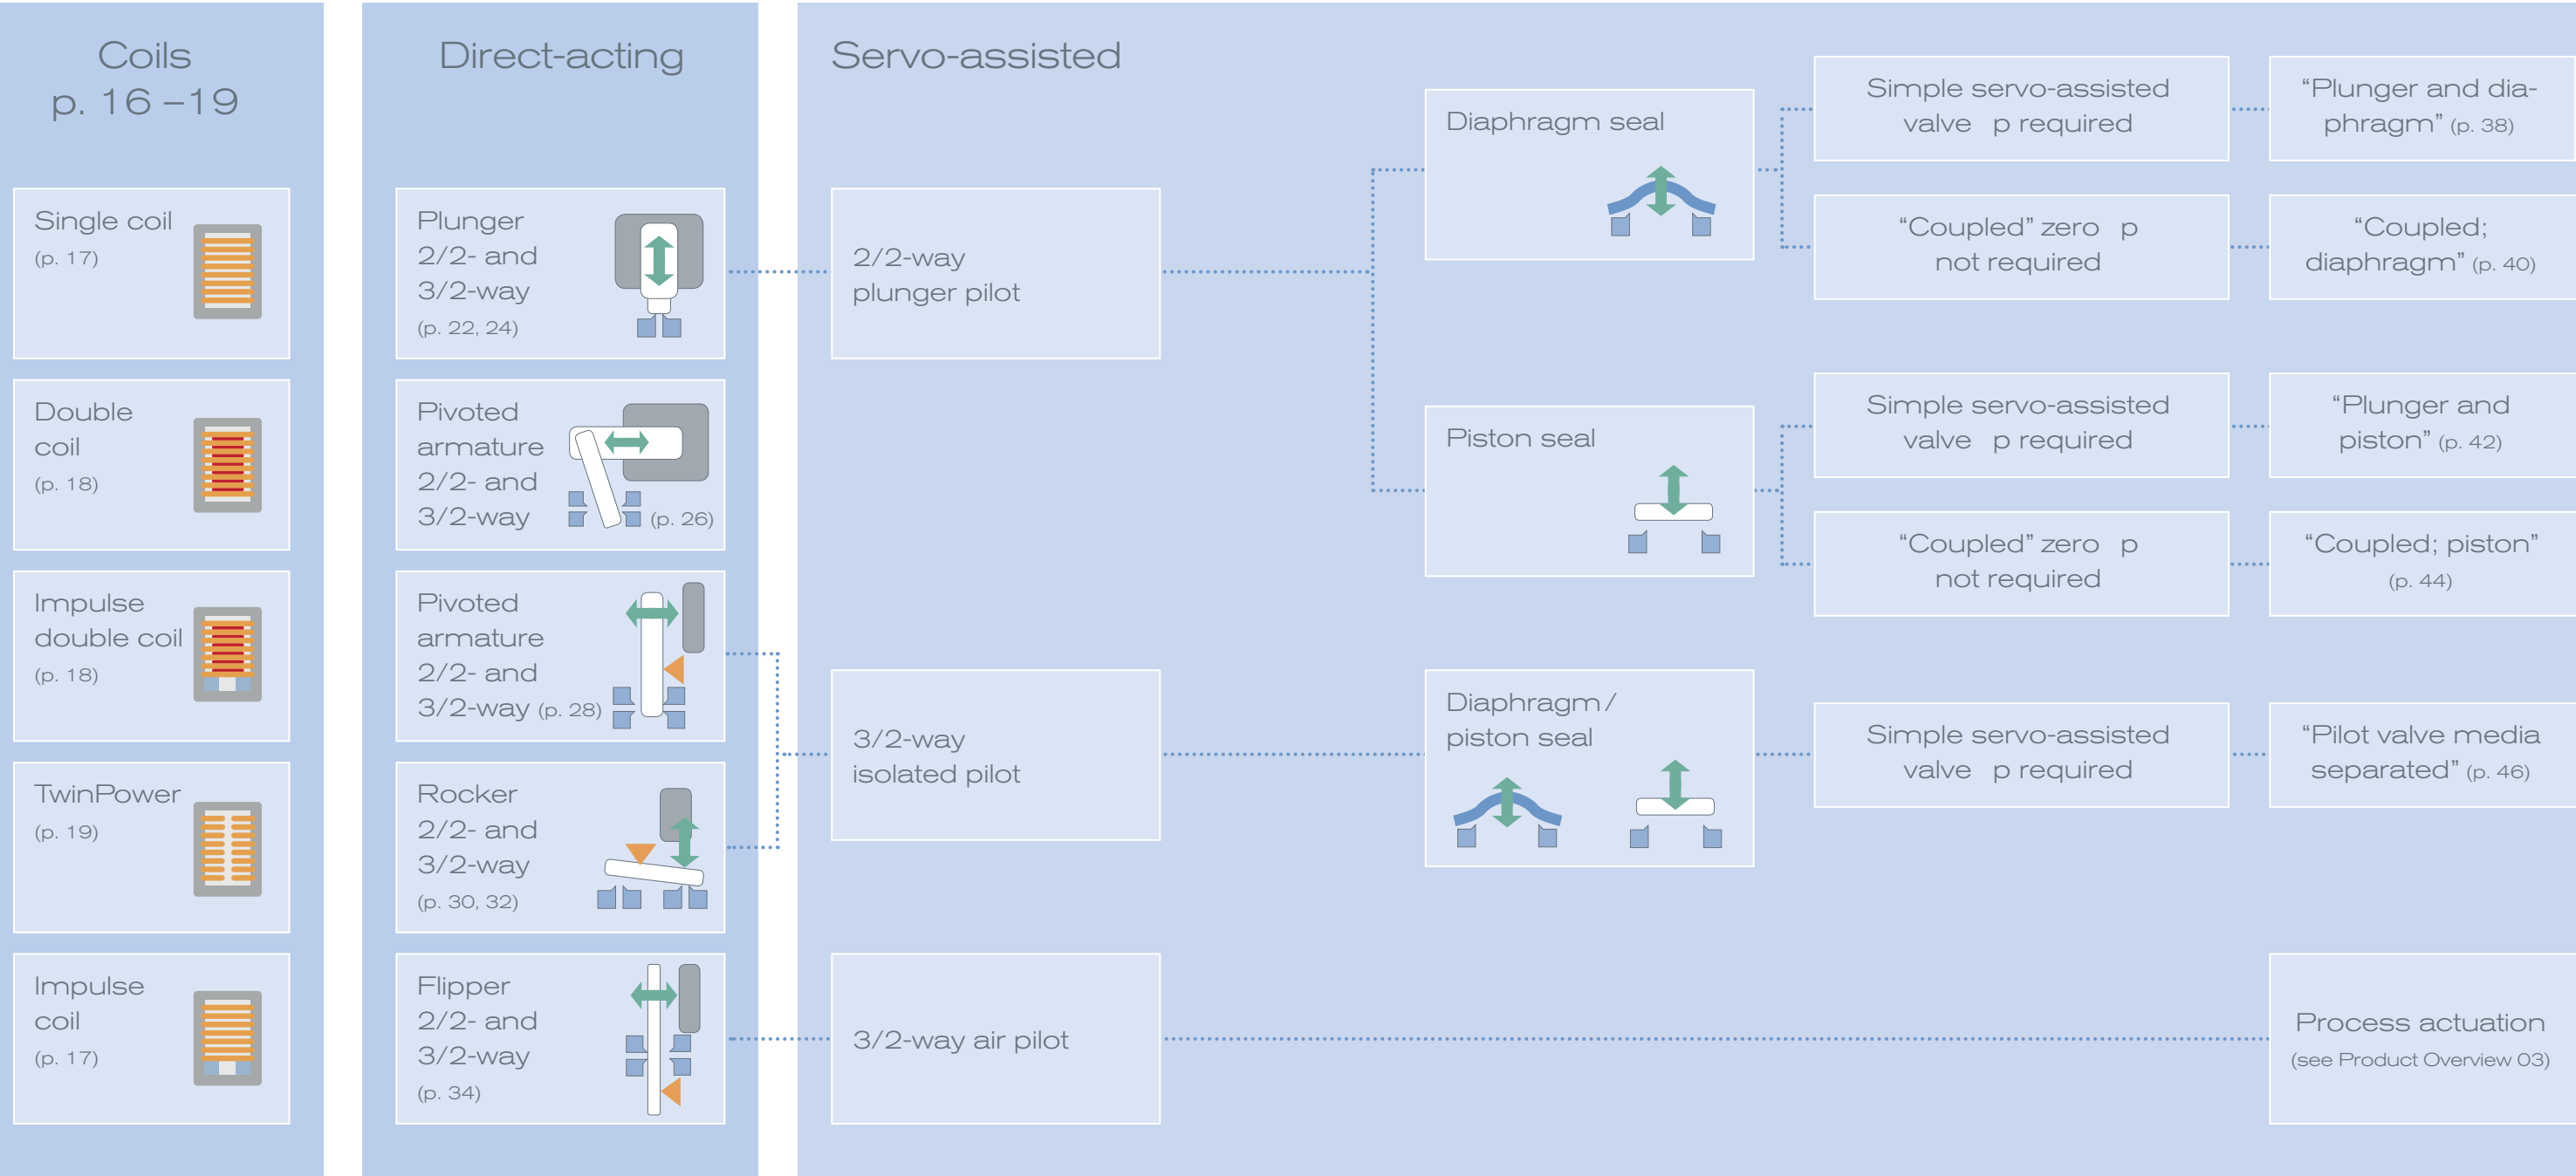 Coils
p. 16 –19
Single coil
(p. 17)
Double
coil
(p. 18)
Impulse
double coil
(p. 18)
TwinPower
(p. 19)
Impulse
coil
(p. 17)
Direct-acting
Plunger
2/2- and
3/2-way
(p. 22, 24)
Pivoted
armature
2/2- and
3/2-way (p. 26)
Pivoted
armature
2/2- and
3/2-way (p. 28)
Rocker
2/2- and
3/2-way
(p. 30, 32)
Flipper
2/2- and
3/2-way
(p. 34)
Servo-assisted
2/2-way
plunger pilot
3/2-way
isolated pilot
3/2-way air pilot
Diaphragm seal
Piston seal
Diaphragm/
piston seal
Simple servo-assisted
valve p required
“Coupled” zero p
not required
Simple servo-assisted
valve p required
“Coupled” zero p
not required
Simple servo-assisted
valve p required
“Plunger and dia-
phragm” (p. 38)
“Coupled;
diaphragm” (p. 40)
“Plunger and
piston” (p. 42)
“Coupled; piston”
(p. 44)
“Pilot valve media
separated” (p. 46)
Process actuation
(see Product Overview 03)